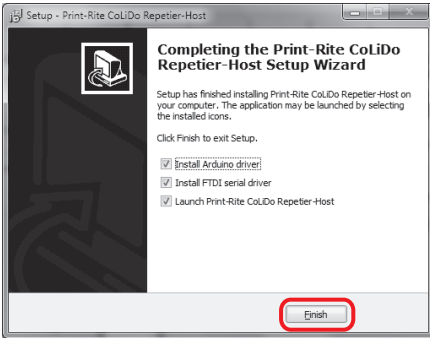 Setup - Print-Rite CoLiDo Repetier-Host
Completing the Print-Rite CoLiDo
Repetier-Host Setup Wizard
Setup has finished installing Print-Rite CoLiDo Repetier-Host on
your computer. The application may be launched by selecting
the installed icons.
Click Finish to exit Setup.
Install Arduino driver
Install FTDI serial driver
Launch Print-Rite CoLiDo Repetier-Host
Finish